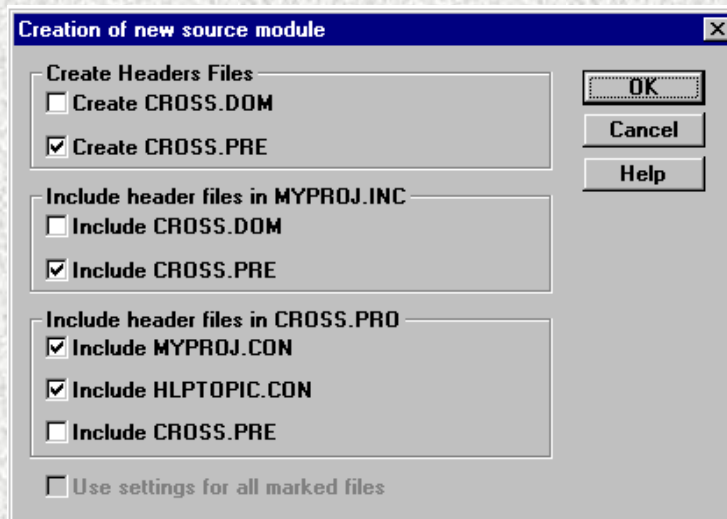 Creation of new source module
Create Headers Files
Create CROSS.DOM
Create CROSS.PRE
Include header files in MYPROJ.INC
Include CROSS.DOM
Include CROSS.PRE
Include header files in CROSS.PRO
Include MYPROJ.CON
Include HLPTOPIC.CON
Include CROSS.PRE
Use settings for all marked files
OK
Cancel
Help